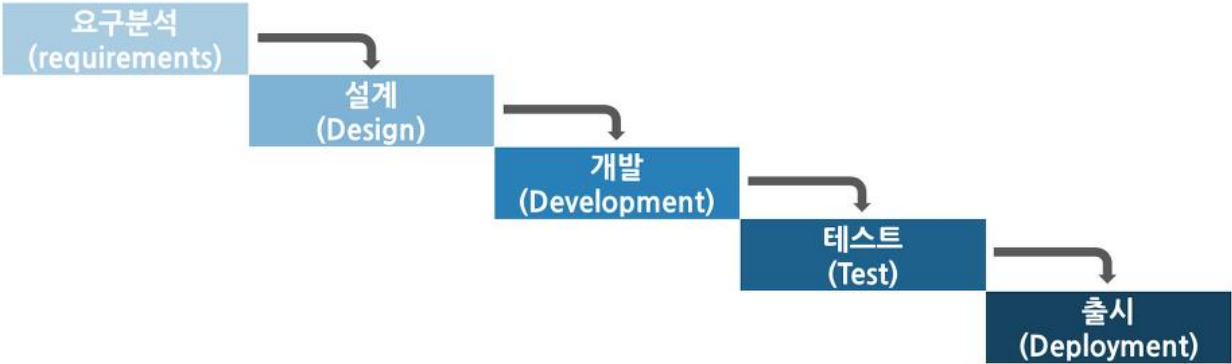 요구분석
(requirements)
설계
(Design)
개발
(Development)
테스트
(Test)
출시
(Deployment)